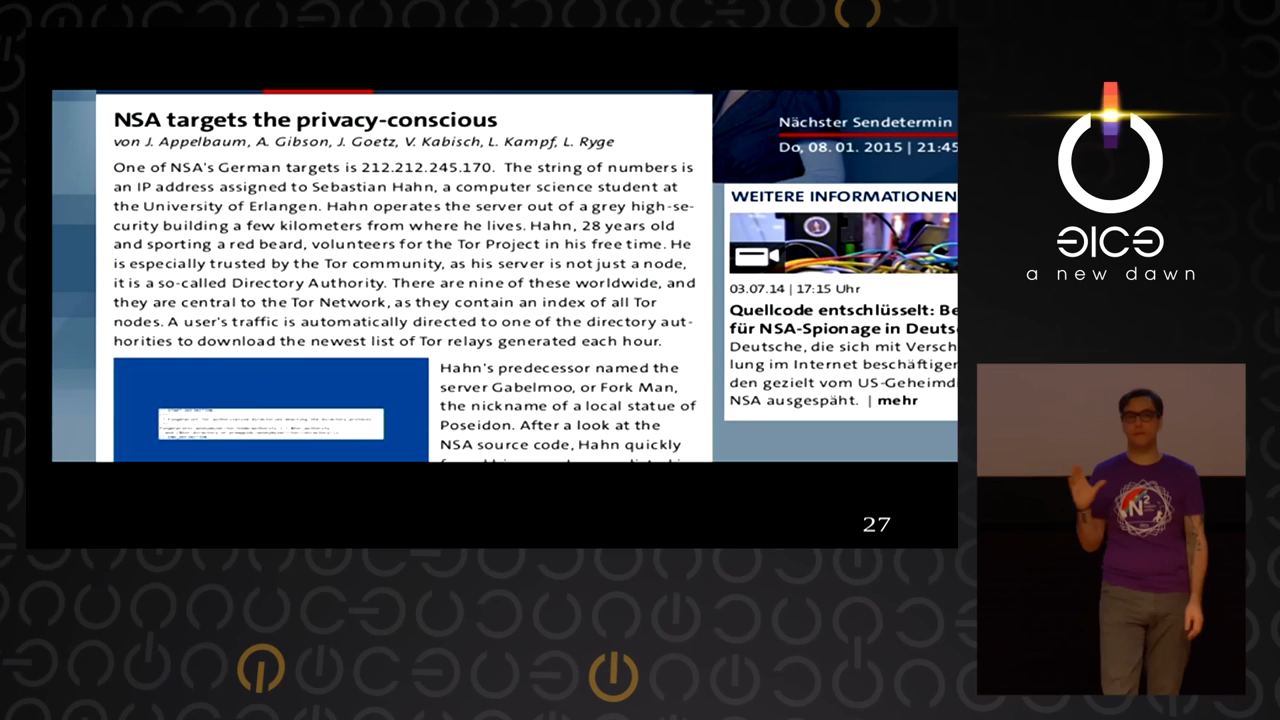 NSA targets the privacy-conscious
von J. Appelbaum, A. Gibson, J. Goetz, V. Kabisch, L. Kampf, L. Ryge
One of NSA's German targets is 212.212.245.170. The string of numbers is
an IP address assigned to Sebastian Hahn, a computer science student at
the University of Erlangen. Hahn operates the server out of a grey high-se-
curity building a few kilometers from where he lives. Hahn, 28 years old
and sporting a red beard, volunteers for the Tor Project in his free time. He
is especially trusted by the Tor community, as his server is not just a node,
it is a so-called Directory Authority. There are nine of these worldwide, and
they are central to the Tor Network, as they contain an index of all Tor
nodes. A user's traffic is automatically directed to one of the directory aut-
horities to download the newest list of Tor relays generated each hour.
Hahn's predecessor named the
server Gabelmoo, or Fork Man,
the nickname of a local statue of
Poseidon. After a look at the
NSA source code, Hahn quickly
Nächster Sendetermin
Do, 08. 01. 2015 | 21:45
WEITERE INFORMATIONEN
03.07.14 | 17:15 Uhr
Quellcode entschlüsselt: Be
für NSA-Spionage in Deuts
Deutsche, die sich mit Versch
lung im Internet beschäftigen
den gezielt vom US-Geheimd
NSA ausgespäht. | mehr
27
a new dawn
N²